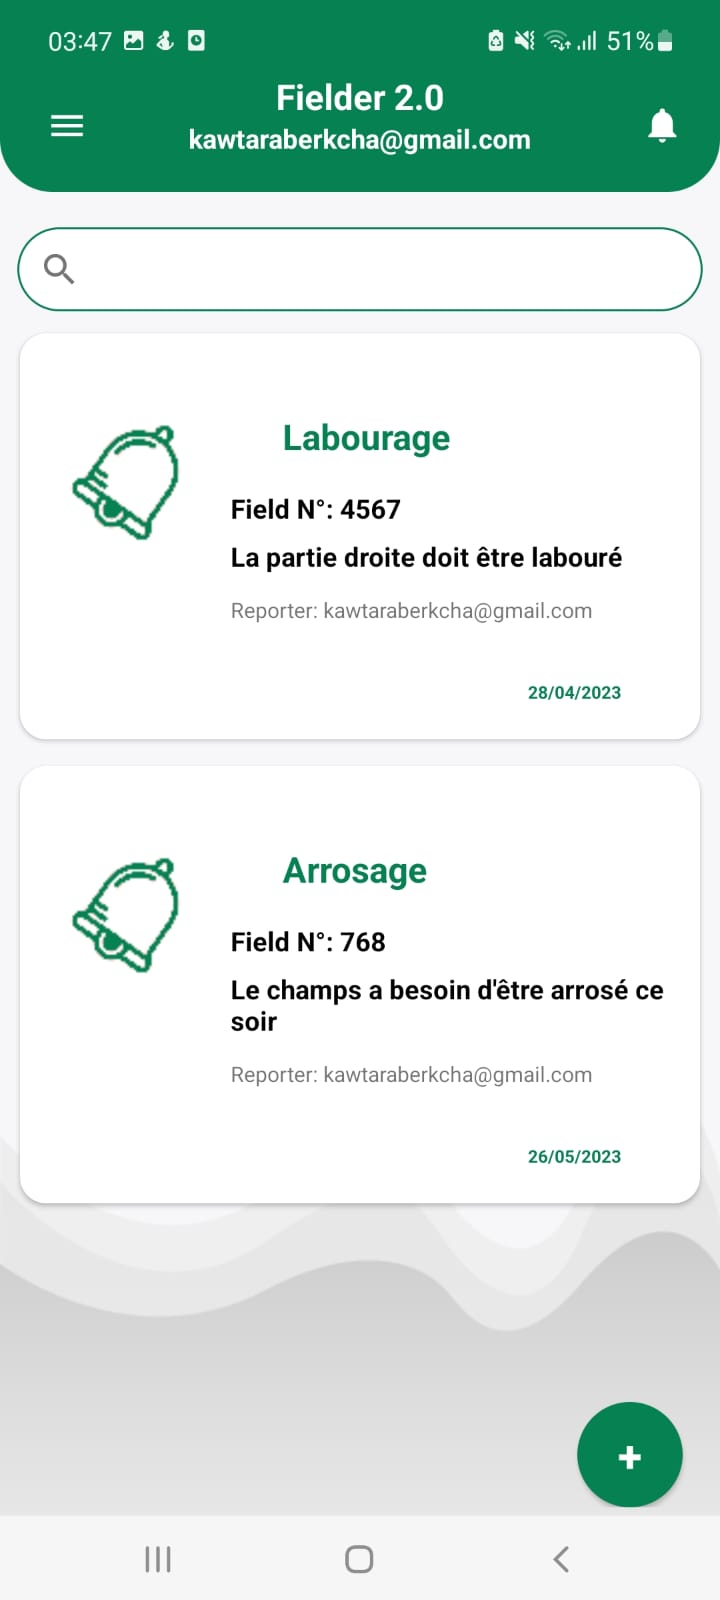 03:47
51%
Fielder 2.0
kawtaraberkcha@gmail.com
Labourage
Field N°: 4567
La partie droite doit être labouré
Reporter: kawtaraberkcha@gmail.com
28/04/2023
Arrosage
Field N°: 768
Le champs a besoin d'être arrosé ce
soir
Reporter: kawtaraberkcha@gmail.com
26/05/2023
+